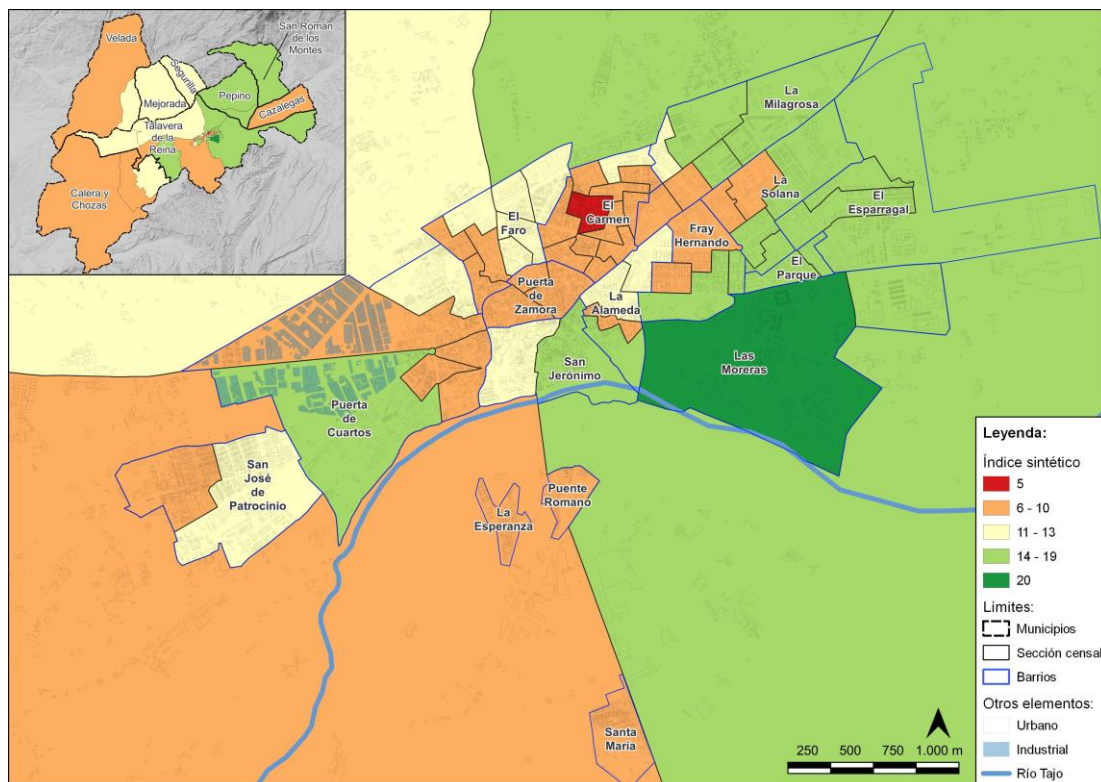 San Román
de los
Montes
Velada
Segurilla
Pepino
Mejorada
Cazalegas
Talavera
de la
Reina
Calera y
Chozas
La
Milagrosa
La
Solana
El
Esparragal
El
Carmen
El
Faro
Fray
Hernando
El
Parque
Puerta
de
Zamora
La
Alameda
San
Jerónimo
Las
Moreras
Puerta
de
Cuartos
San
José
de
Patrocinio
Puente
Romano
La
Esperanza
Santa
María
Leyenda:
Índice sintético
5
6 - 10
11 - 13
14 - 19
20
Límites:
Municipios
Sección censal
Barrios
Otros elementos:
Urbano
Industrial
Río Tajo
250 500 750 1.000 m